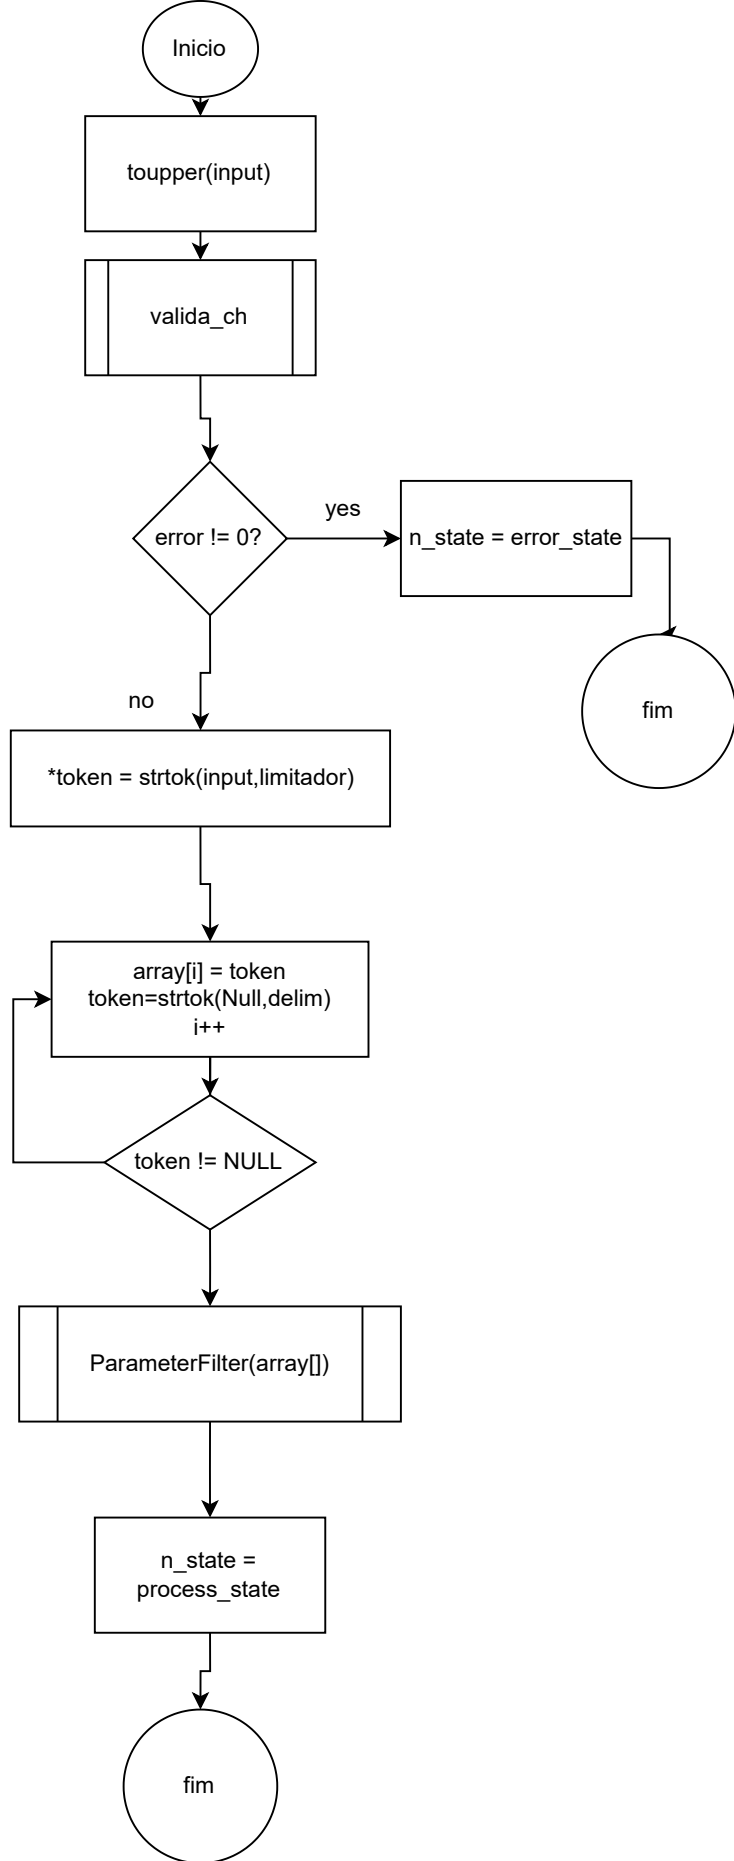 Inicio
toupper(input)
valida_ch
error != 0?
yes
n_state = error_state
fim
no
*token = strtok(input,limitador)
array[i] = token
token=strtok(Null,delim)
i++
token != NULL
ParameterFilter(array[])
n_state =
process_state
fim